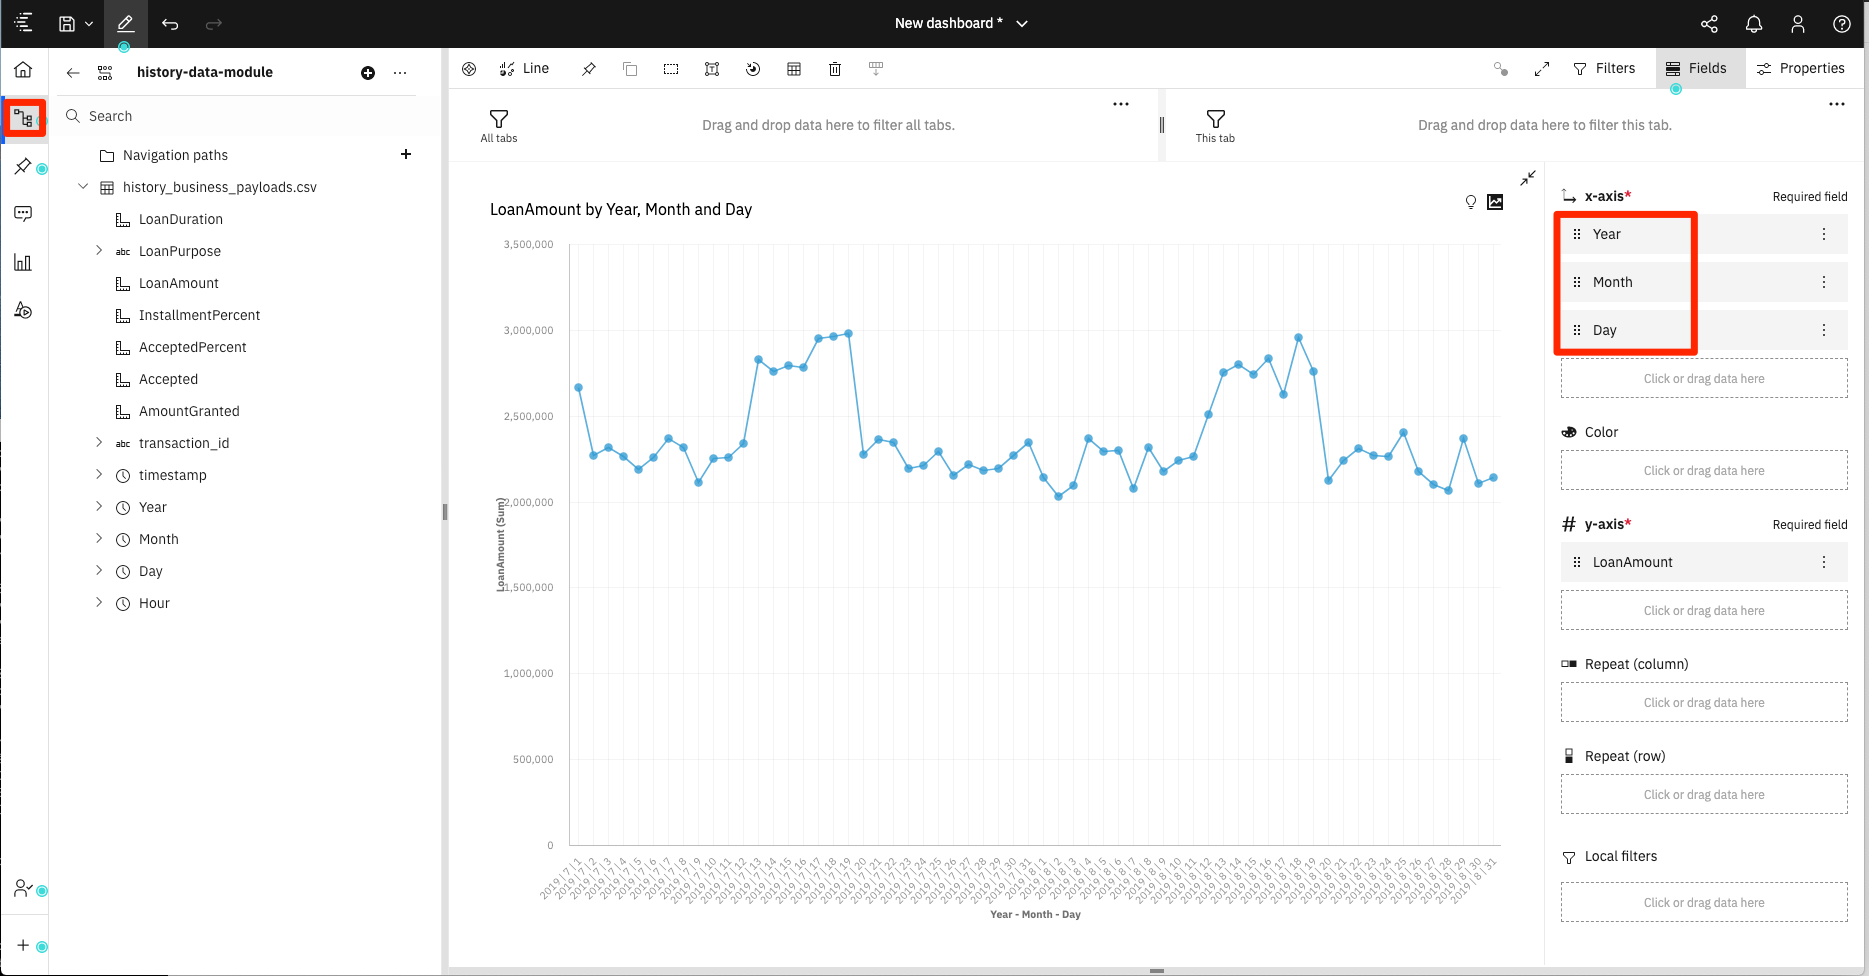 New dashboard *
history-data-module
Search
Navigation paths
history_business_payloads.csv
LoanDuration
abc LoanPurpose
LoanAmount
InstallmentPercent
AcceptedPercent
Accepted
AmountGranted
abc transaction_id
timestamp
Year
Month
Day
Hour
Line
Filters
Fields
Properties
All tabs
Drag and drop data here to filter all tabs.
This tab
Drag and drop data here to filter this tab.
LoanAmount by Year, Month and Day
3,500,000
3,000,000
2,500,000
2,000,000
1,500,000
1,000,000
500,000
0
LoanAmount (Sum)
2019 | 7 | 1
2019 | 7 | 2
2019 | 7 | 3
2019 | 7 | 4
2019 | 7 | 5
2019 | 7 | 6
2019 | 7 | 7
2019 | 7 | 8
2019 | 7 | 9
2019 | 7 | 10
2019 | 7 | 11
2019 | 7 | 12
2019 | 7 | 13
2019 | 7 | 14
2019 | 7 | 15
2019 | 7 | 16
2019 | 7 | 17
2019 | 7 | 18
2019 | 7 | 19
2019 | 7 | 20
2019 | 7 | 21
2019 | 7 | 22
2019 | 7 | 23
2019 | 7 | 24
2019 | 7 | 25
2019 | 7 | 26
2019 | 7 | 27
2019 | 7 | 28
2019 | 7 | 29
2019 | 7 | 30
2019 | 7 | 31
2019 | 8 | 1
2019 | 8 | 2
2019 | 8 | 3
2019 | 8 | 4
2019 | 8 | 5
2019 | 8 | 6
2019 | 8 | 7
2019 | 8 | 8
2019 | 8 | 9
2019 | 8 | 10
2019 | 8 | 11
2019 | 8 | 12
2019 | 8 | 13
2019 | 8 | 14
2019 | 8 | 15
2019 | 8 | 16
2019 | 8 | 17
2019 | 8 | 18
2019 | 8 | 19
2019 | 8 | 20
2019 | 8 | 21
2019 | 8 | 22
2019 | 8 | 23
2019 | 8 | 24
2019 | 8 | 25
2019 | 8 | 26
2019 | 8 | 27
2019 | 8 | 28
2019 | 8 | 29
2019 | 8 | 30
2019 | 8 | 31
Year - Month - Day
x-axis* Required field
Year
Month
Day
Click or drag data here
Color
Click or drag data here
# y-axis* Required field
LoanAmount
Click or drag data here
Repeat (column)
Click or drag data here
Repeat (row)
Click or drag data here
Local filters
Click or drag data here